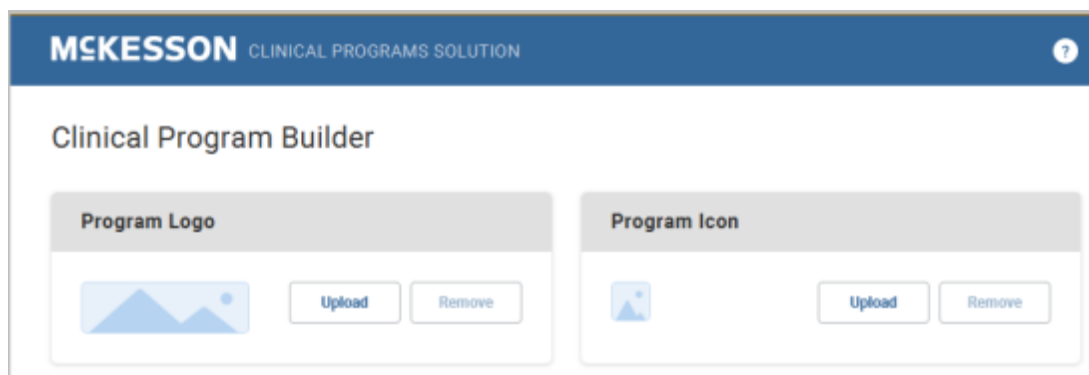 McKESSON CLINICAL PROGRAMS SOLUTION
?
Clinical Program Builder
Program Logo
Upload
Remove
Program Icon
Upload
Remove